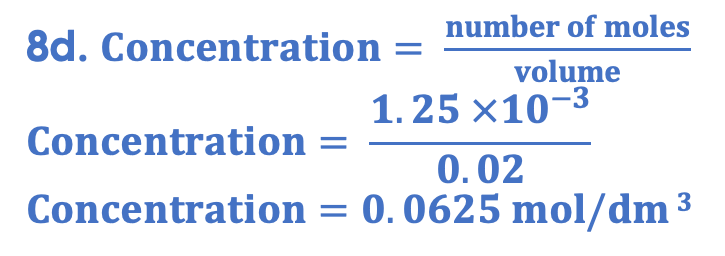 8d. Concentration = number of moles / volume
Concentration = 1.25 ×10⁻³ / 0.02
Concentration = 0.0625 mol/dm³